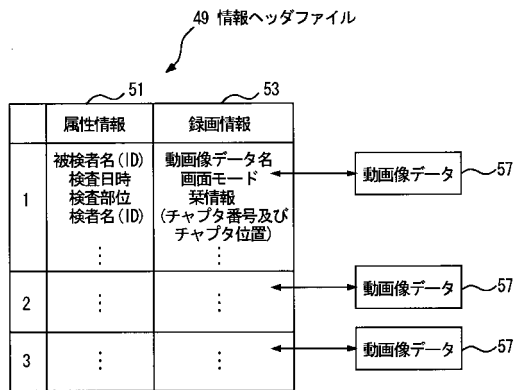 49 情報ヘッダファイル
51
53
属性情報
録画情報
1
被検者名(ID)
検査日時
検査部位
検者名(ID)
⋮
動画像データ名
画面モード
栞情報
(チャプタ番号及び
チャプタ位置)
⋮
動画像データ
57
2
⋮
⋮
動画像データ
57
3
⋮
⋮
動画像データ
57